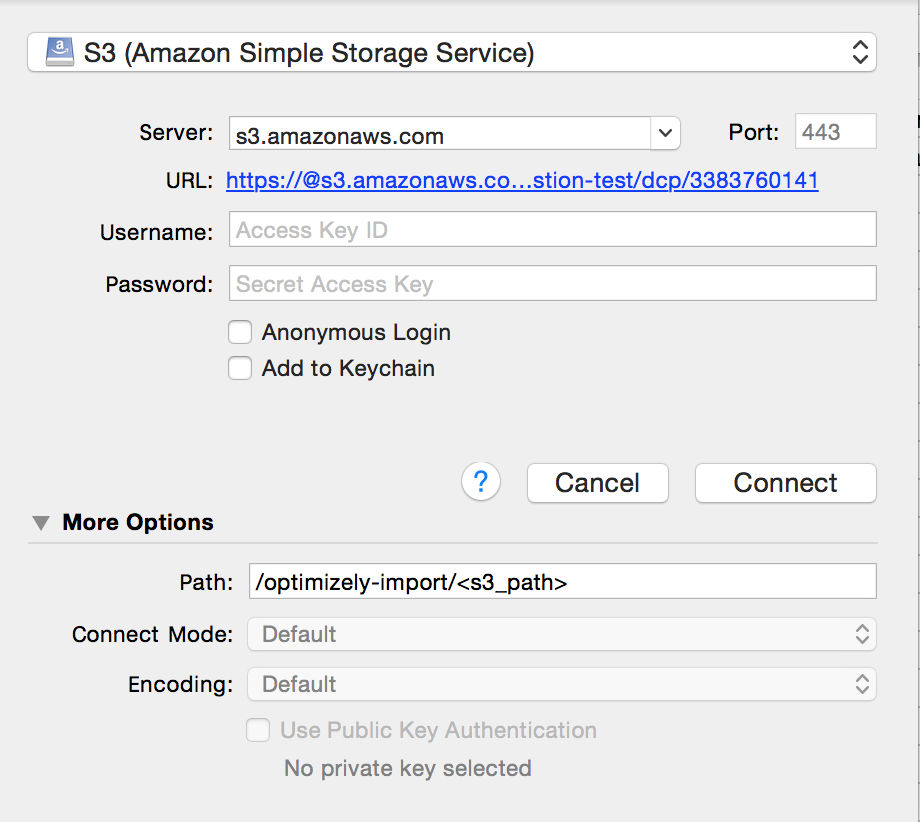 S3 (Amazon Simple Storage Service)
Server: s3.amazonaws.com Port: 443
URL: https://@s3.amazonaws.co...stion-test/dcp/3383760141
Username: Access Key ID
Password: Secret Access Key
Anonymous Login
Add to Keychain
? Cancel Connect
More Options
Path: /optimizely-import/<s3_path>
Connect Mode: Default
Encoding: Default
Use Public Key Authentication
No private key selected